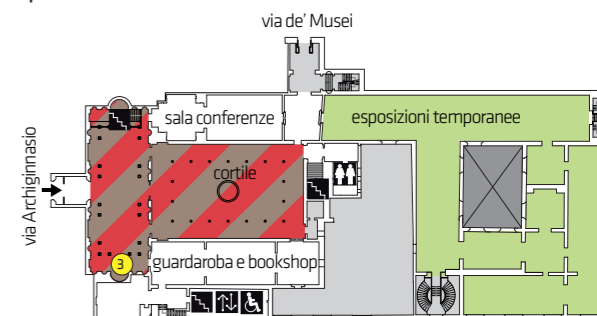 via de' Musei
sala conferenze
esposizioni temporanee
via Archiginnasio
cortile
3
guardaroba e bookshop